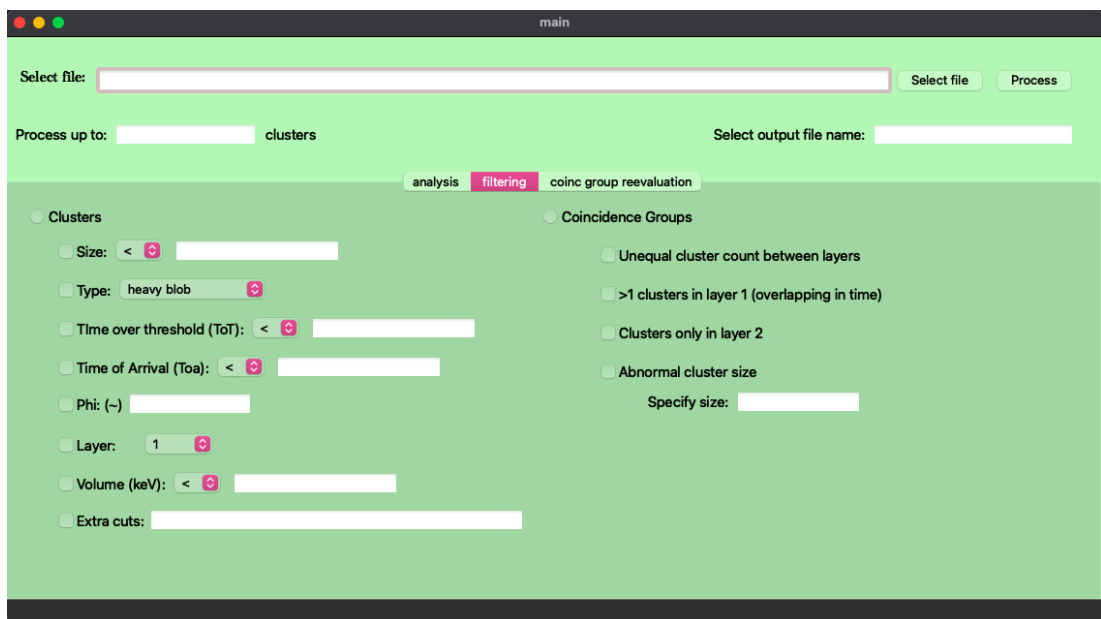 main
Select file:
Select file
Process
Process up to:
clusters
Select output file name:
analysis
filtering
coinc group reevaluation
Clusters
Size: <
Type: heavy blob
TIme over threshold (ToT): <
Time of Arrival (Toa): <
Phi: (~)
Layer: 1
Volume (keV): <
Extra cuts:
Coincidence Groups
Unequal cluster count between layers
>1 clusters in layer 1 (overlapping in time)
Clusters only in layer 2
Abnormal cluster size
Specify size: